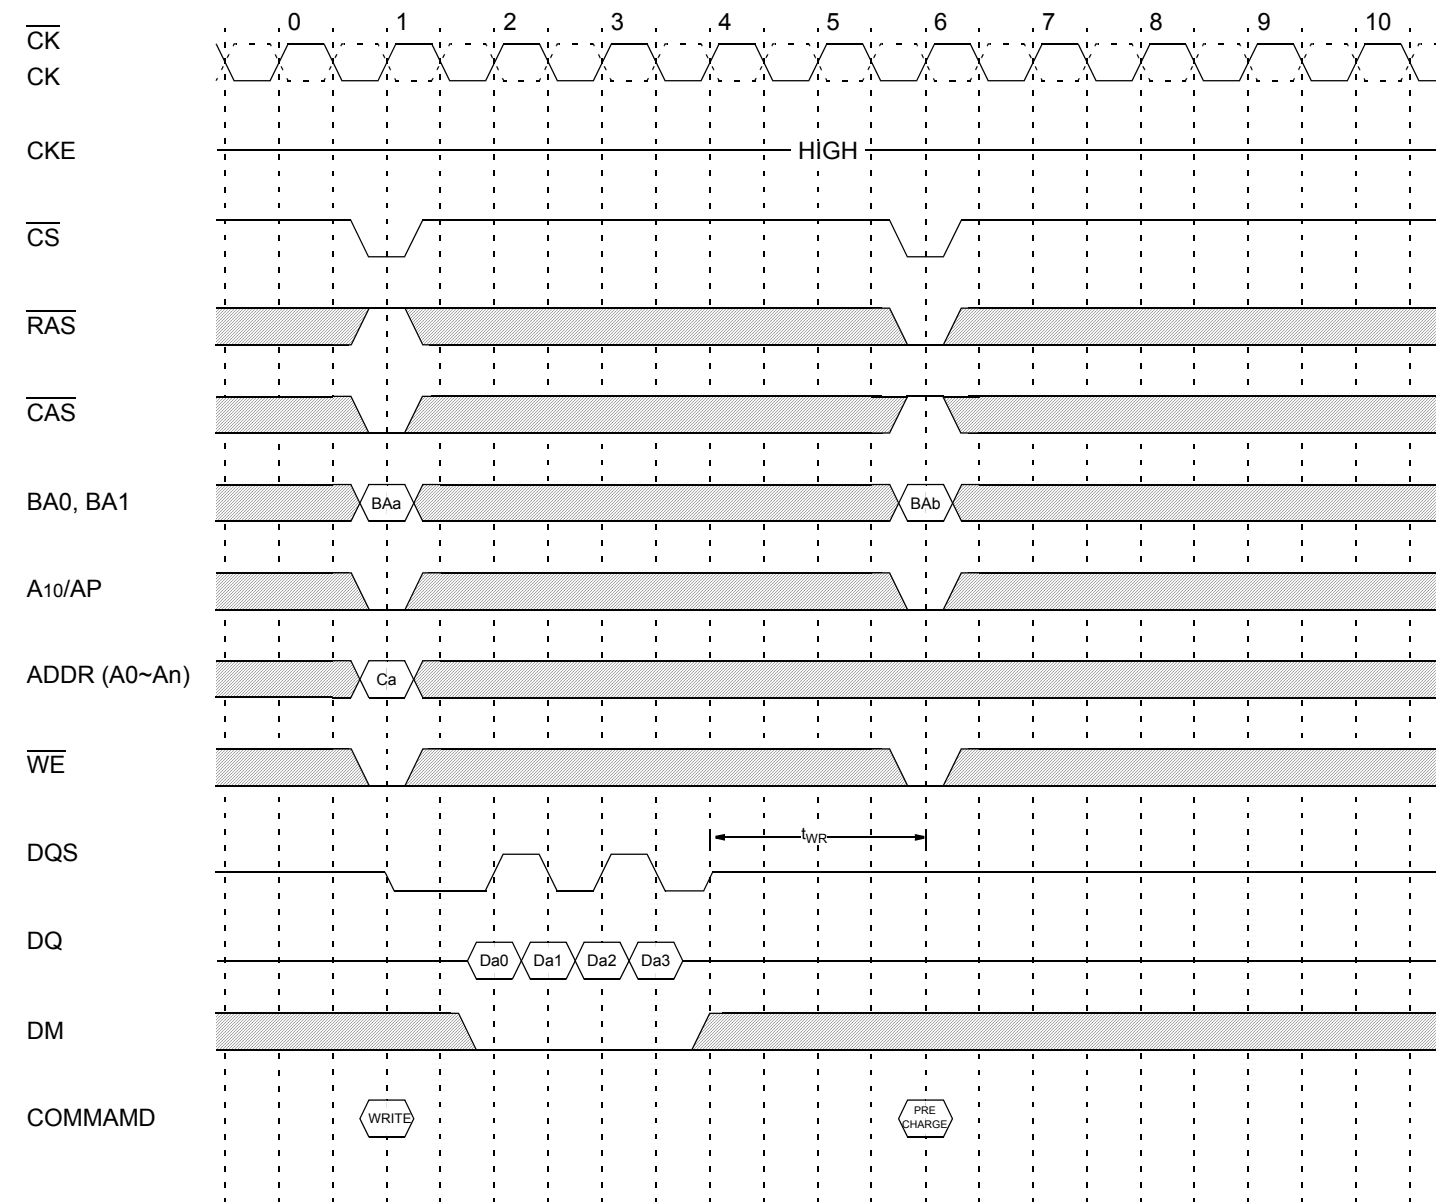 0 1 2 3 4 5 6 7 8 9 10
CK
CK
CKE
HIGH
CS
RAS
CAS
BA0, BA1
BAa
BAb
A10/AP
ADDR (A0~An)
Ca
WE
tWR
DQS
DQ
Da0 Da1 Da2 Da3
DM
COMMAMD
WRITE
PRE
CHARGE